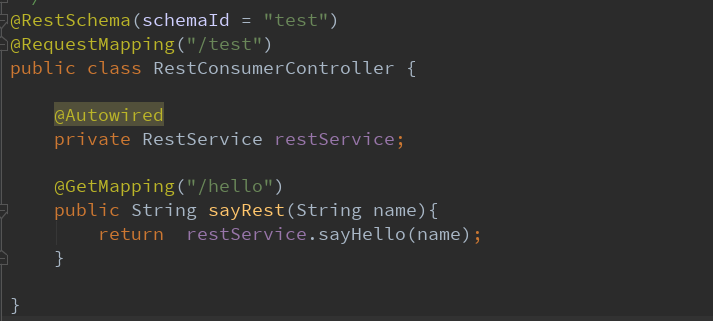 @RestSchema(schemaId = "test")
@RequestMapping("/test")
public class RestConsumerController {
@Autowired
private RestService restService;
@GetMapping("/hello")
public String sayRest(String name){
return  restService.sayHello(name);
}
}